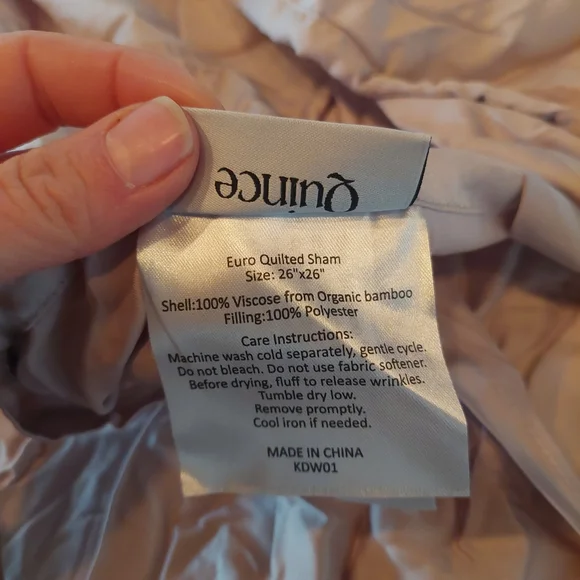 Quince
Euro Quilted Sham
Size: 26"x26"
Shell:100% Viscose from Organic bamboo
Filling:100% Polyester
Care Instructions:
Machine wash cold separately, gentle cycle.
Do not bleach. Do not use fabric softener.
Before drying, fluff to release wrinkles.
Tumble dry low.
Remove promptly.
Cool iron if needed.
MADE IN CHINA
KDW01